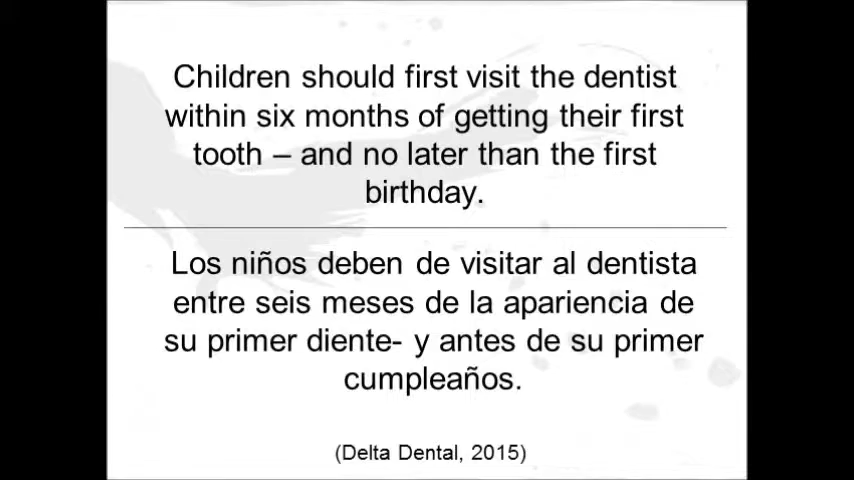 Children should first visit the dentist
within six months of getting their first
tooth – and no later than the first
birthday.
Los niños deben de visitar al dentista
entre seis meses de la apariencia de
su primer diente- y antes de su primer
cumpleaños.
(Delta Dental, 2015)